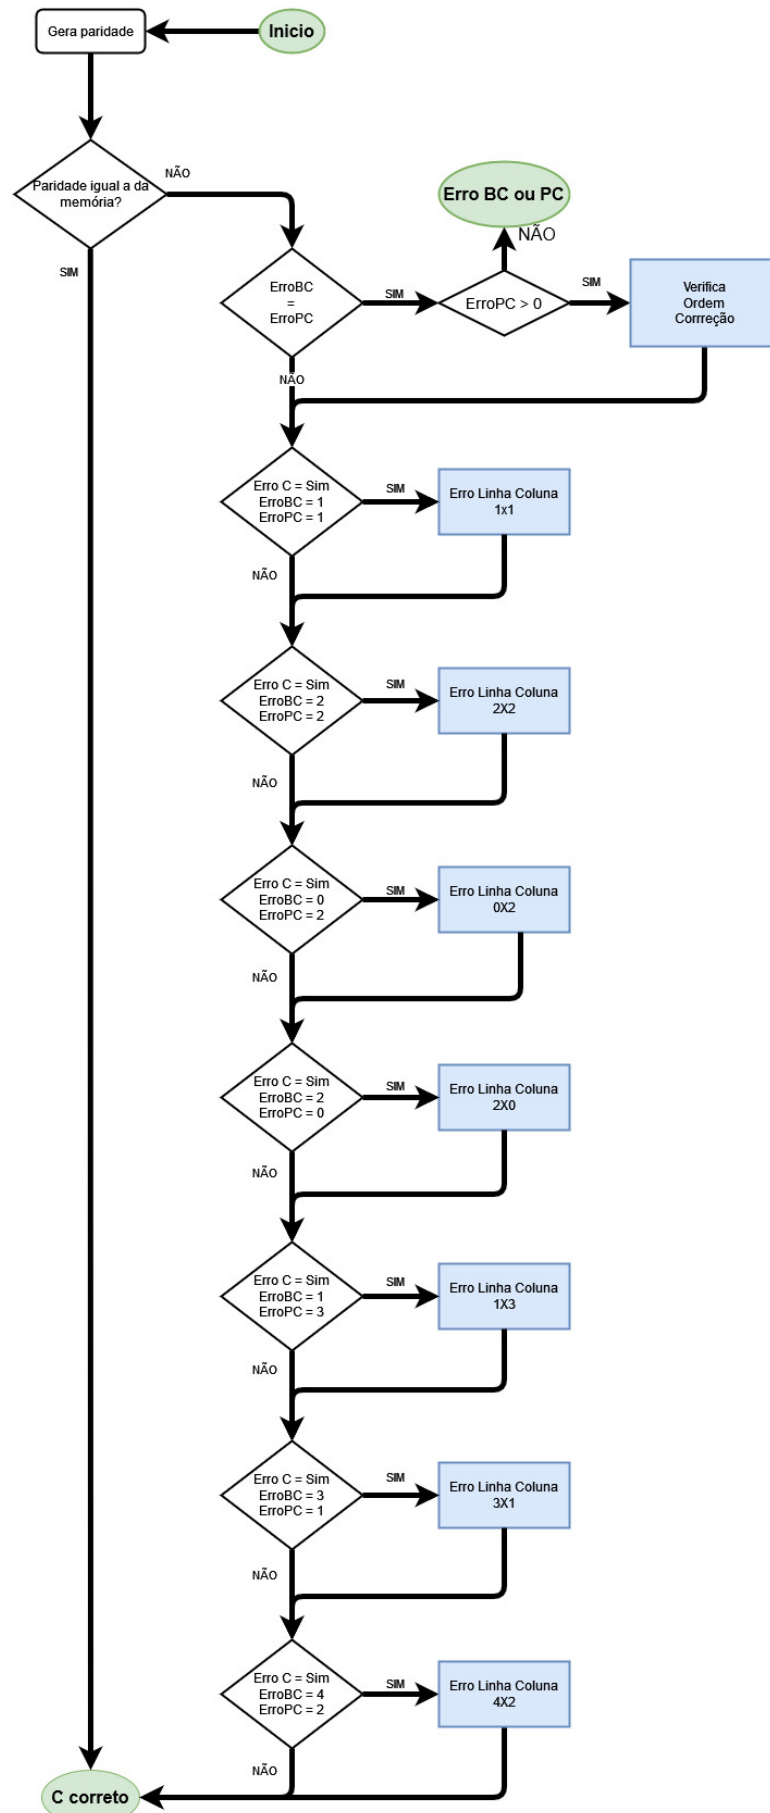 Gera paridade
Inicio
Paridade igual a da
memória?
NÃO
SIM
Erro BC ou PC
NÃO
ErroBC
=
ErroPC
SIM
ErroPC > 0
SIM
Verifica
Ordem
Corrreção
NÃO
Erro C = Sim
ErroBC = 1
ErroPC = 1
SIM
Erro Linha Coluna
1x1
NÃO
Erro C = Sim
ErroBC = 2
ErroPC = 2
SIM
Erro Linha Coluna
2X2
NÃO
Erro C = Sim
ErroBC = 0
ErroPC = 2
SIM
Erro Linha Coluna
0X2
NÃO
Erro C = Sim
ErroBC = 2
ErroPC = 0
SIM
Erro Linha Coluna
2X0
NÃO
Erro C = Sim
ErroBC = 1
ErroPC = 3
SIM
Erro Linha Coluna
1X3
NÃO
Erro C = Sim
ErroBC = 3
ErroPC = 1
SIM
Erro Linha Coluna
3X1
NÃO
Erro C = Sim
ErroBC = 4
ErroPC = 2
SIM
Erro Linha Coluna
4X2
NÃO
C correto